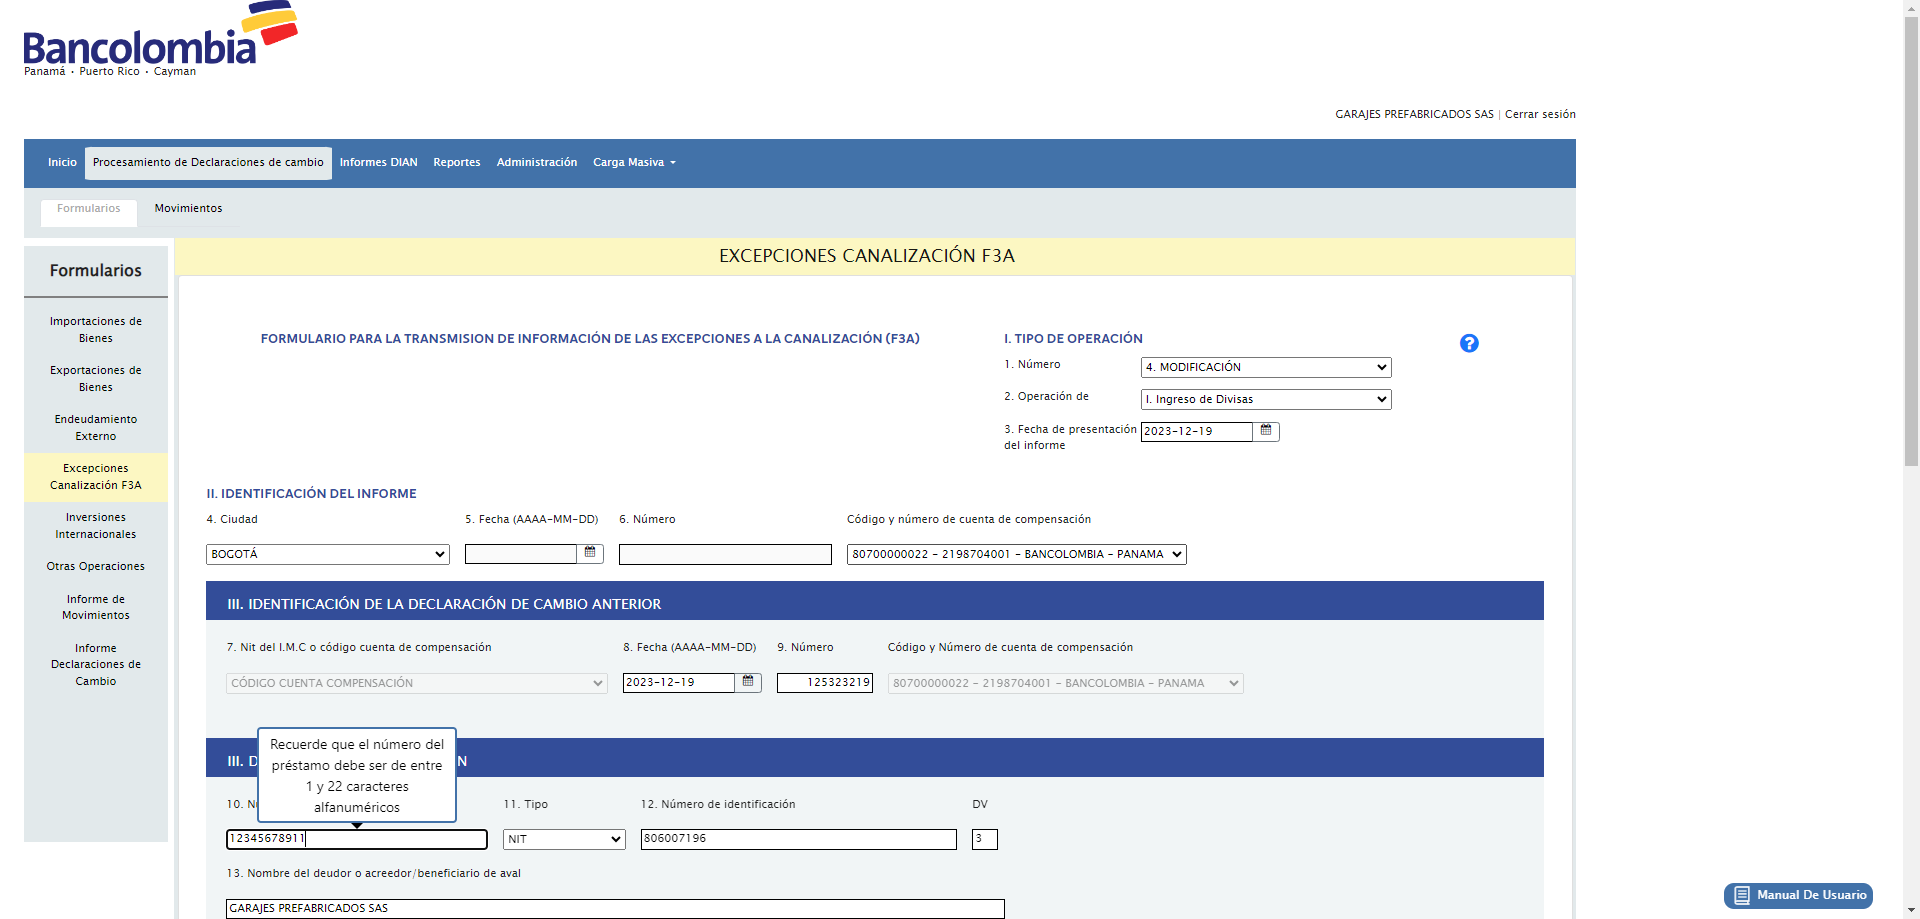 Bancolombia
Panamá • Puerto Rico • Cayman
GARAJES PREFABRICADOS SAS | Cerrar sesión
Inicio Procesamiento de Declaraciones de cambio Informes DIAN Reportes Administración Carga Masiva
Formularios Movimientos
Formularios
Importaciones de
Bienes
Exportaciones de
Bienes
Endeudamiento
Externo
Excepciones
Canalización F3A
Inversiones
Internacionales
Otras Operaciones
Informe de
Movimientos
Informe
Declaraciones de
Cambio
EXCEPCIONES CANALIZACIÓN F3A
FORMULARIO PARA LA TRANSMISION DE INFORMACIÓN DE LAS EXCEPCIONES A LA CANALIZACIÓN (F3A)
I. TIPO DE OPERACIÓN
?
1. Número 4. MODIFICACIÓN
2. Operación de I. Ingreso de Divisas
3. Fecha de presentación
del informe
2023-12-19
II. IDENTIFICACIÓN DEL INFORME
4. Ciudad 5. Fecha (AAAA-MM-DD) 6. Número Código y número de cuenta de compensación
BOGOTÁ 80700000022 - 2198704001 - BANCOLOMBIA - PANAMA
III. IDENTIFICACIÓN DE LA DECLARACIÓN DE CAMBIO ANTERIOR
7. Nit del I.M.C o código cuenta de compensación 8. Fecha (AAAA-MM-DD) 9. Número Código y Número de cuenta de compensación
CÓDIGO CUENTA COMPENSACIÓN 2023-12-19 125323219 80700000022 - 2198704001 - BANCOLOMBIA - PANAMA
III. D
N
Recuerde que el número del
préstamo debe ser de entre
1 y 22 caracteres
alfanuméricos
10. N 11. Tipo 12. Número de identificación DV
12345678911 NIT 806007196 3
13. Nombre del deudor o acreedor/beneficiario de aval
GARAJES PREFABRICADOS SAS
Manual De Usuario